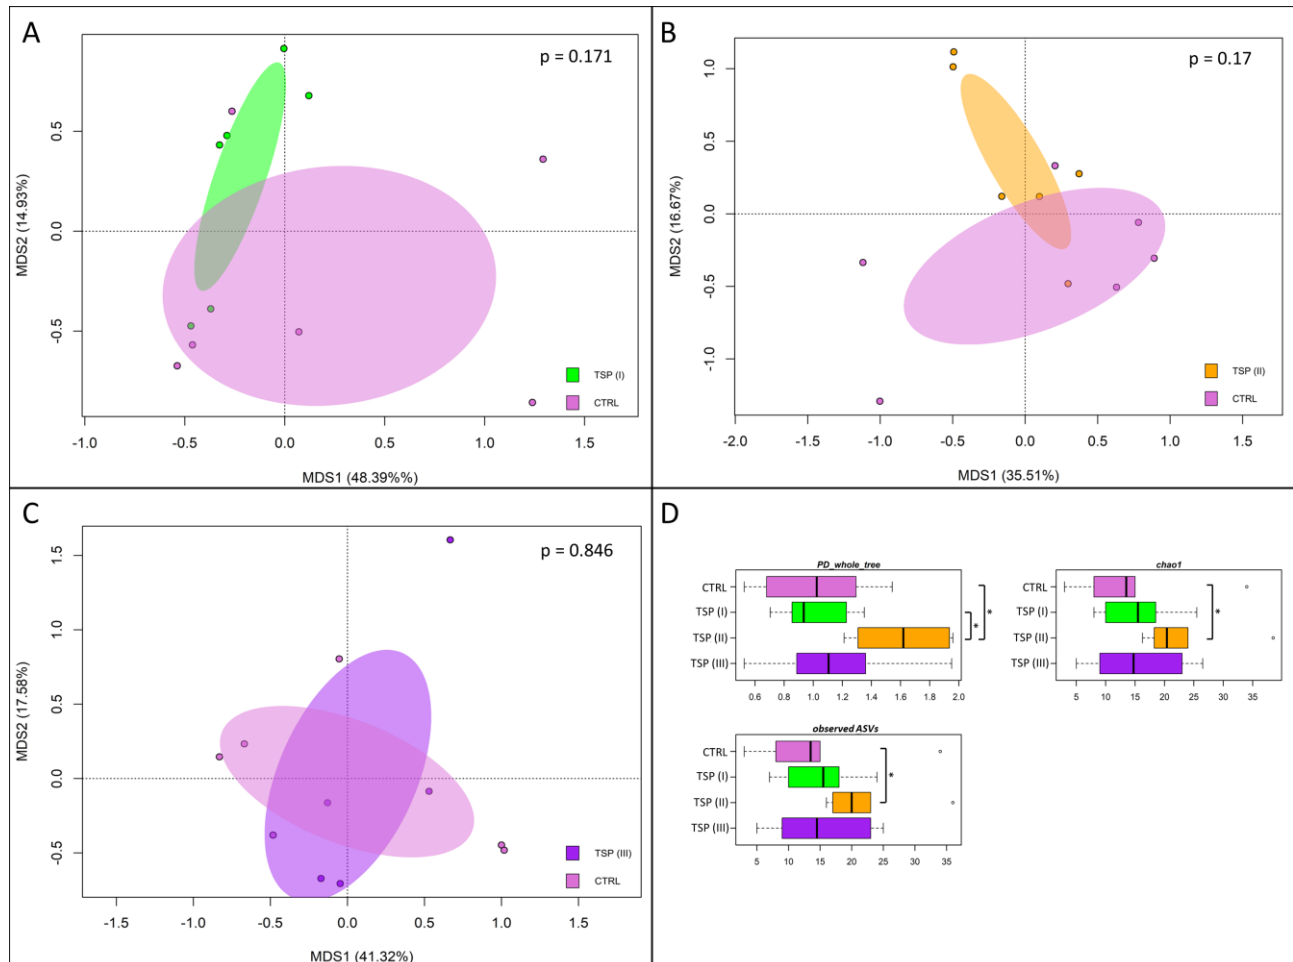 A
p = 0.171
MDS2 (14.93%)
0.5
0.0
-0.5
-1.0
-0.5
0.0
0.5
1.0
1.5
MDS1 (48.39%%)
TSP (I)
CTRL
B
p = 0.17
MDS2 (16.67%)
1.0
0.5
0.0
-0.5
-1.0
-2.0
-1.5
-1.0
-0.5
0.0
0.5
1.0
1.5
MDS1 (35.51%)
TSP (II)
CTRL
C
p = 0.846
MDS2 (17.58%)
1.5
1.0
0.5
0.0
-0.5
-1.5
-1.0
-0.5
0.0
0.5
1.0
1.5
MDS1 (41.32%)
TSP (III)
CTRL
D
PD_whole_tree
CTRL
TSP (I)
TSP (II)
TSP (III)
*
*
0.6 0.8 1.0 1.2 1.4 1.6 1.8 2.0
chao1
CTRL
TSP (I)
TSP (II)
TSP (III)
*
5 10 15 20 25 30 35
observed ASVs
CTRL
TSP (I)
TSP (II)
TSP (III)
*
5 10 15 20 25 30 35